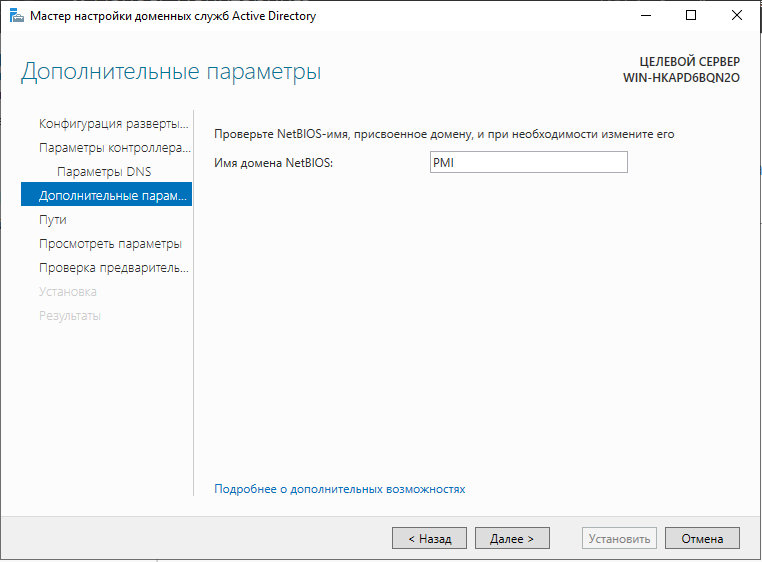 Мастер настройки доменных служб Active Directory
Дополнительные параметры
ЦЕЛЕВОЙ СЕРВЕР
WIN-HKAPD6BQN2O
Конфигурация разверты...
Параметры контроллера...
Параметры DNS
Дополнительные парам...
Пути
Просмотреть параметры
Проверка предваритель...
Установка
Результаты
Проверьте NetBIOS-имя, присвоенное домену, и при необходимости измените его
Имя домена NetBIOS:
PMI
Подробнее о дополнительных возможностях
< Назад
Далее >
Установить
Отмена